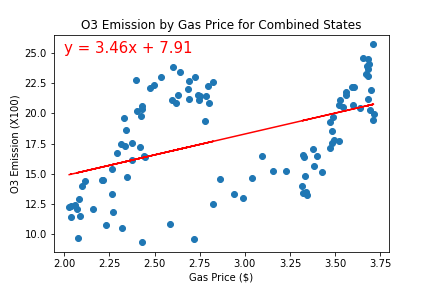 O3 Emission by Gas Price for Combined States
y = 3.46x + 7.91
O3 Emission (X100)
25.0
22.5
20.0
17.5
15.0
12.5
10.0
2.00 2.25 2.50 2.75 3.00 3.25 3.50 3.75
Gas Price ($)